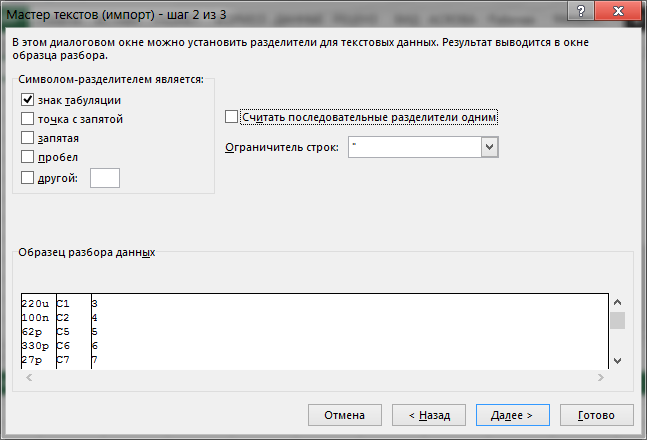 Мастер текстов (импорт) - шаг 2 из 3
В этом диалоговом окне можно установить разделители для текстовых данных. Результат выводится в окне
образца разбора.
Символом-разделителем является:
знак табуляции
точка с запятой
запятая
пробел
другой:
Считать последовательные разделители одним
Ограничитель строк: "
Образец разбора данных
220u C1 3
100n C2 4
62p C5 5
330p C6 6
27p C7 7
Отмена < Назад Далее > Готово